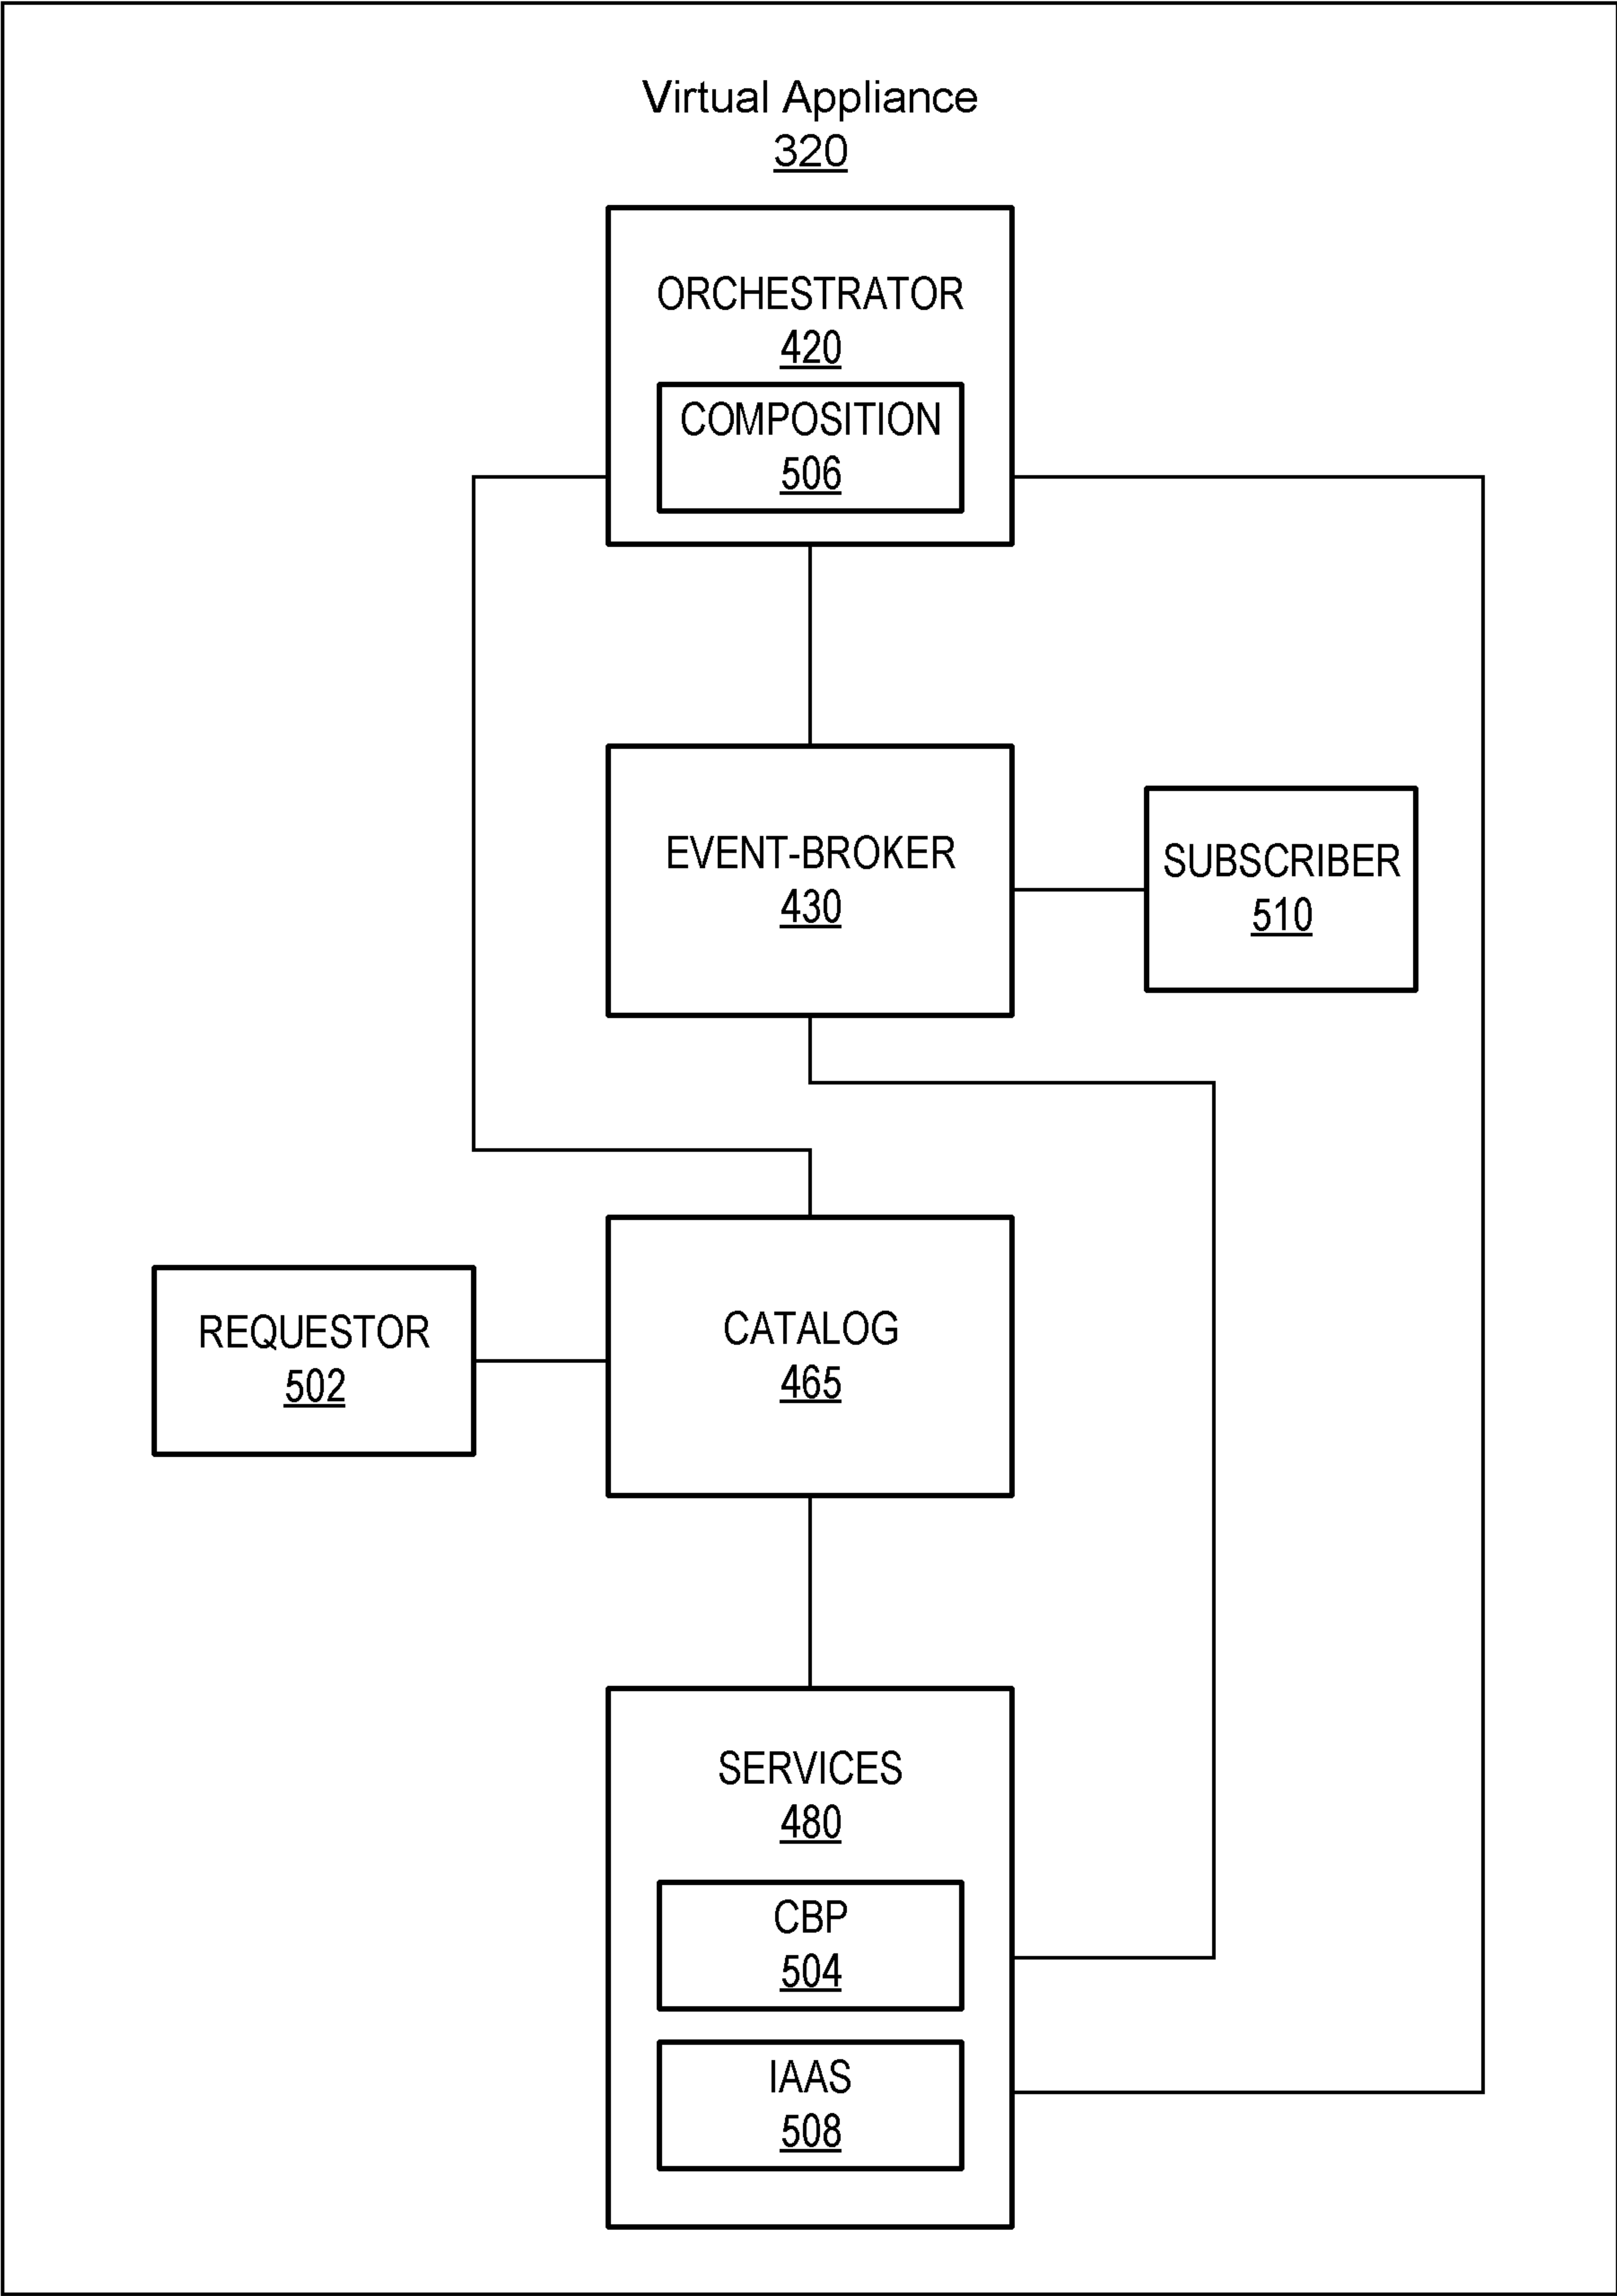 Virtual Appliance
320
ORCHESTRATOR
420
COMPOSITION
506
EVENT-BROKER
430
SUBSCRIBER
510
REQUESTOR
502
CATALOG
465
SERVICES
480
CBP
504
IAAS
508